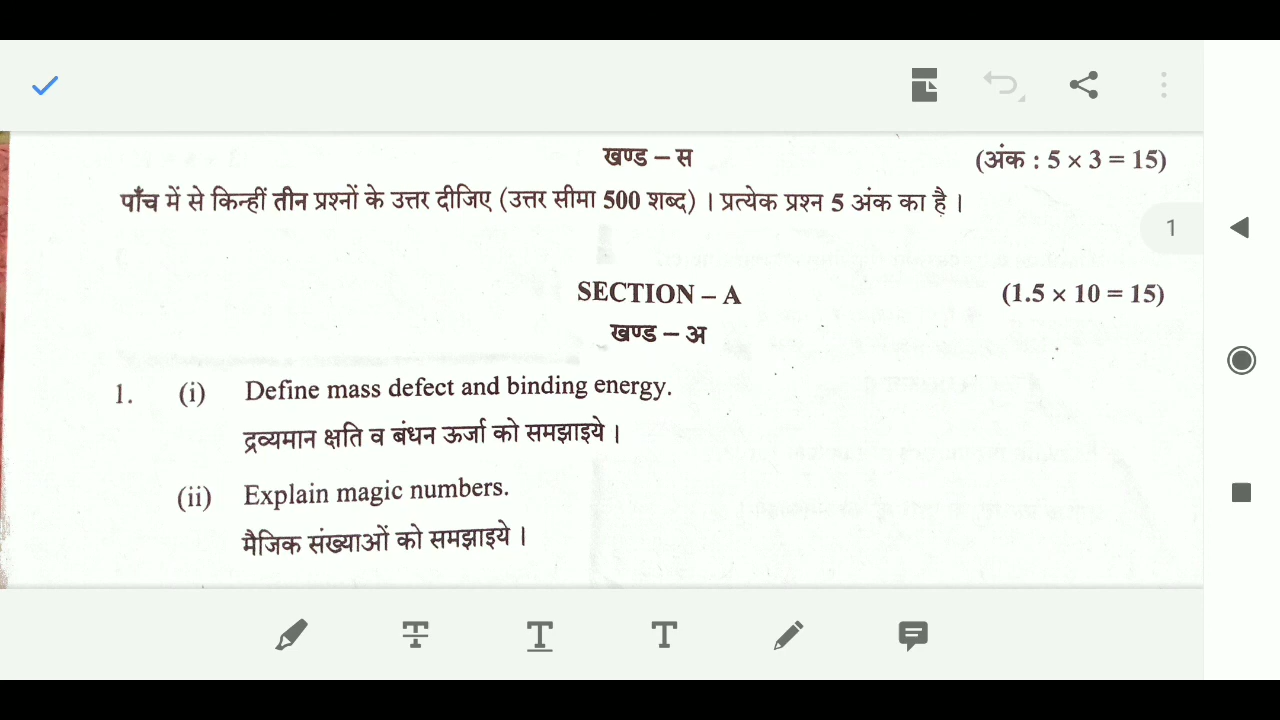 खण्ड – स (अंक : 5 × 3 = 15)
पाँच में से किन्हीं तीन प्रश्नों के उत्तर दीजिए (उत्तर सीमा 500 शब्द) । प्रत्येक प्रश्न 5 अंक का है ।
1
SECTION – A (1.5 × 10 = 15)
खण्ड – अ
1. (i) Define mass defect and binding energy.
द्रव्यमान क्षति व बंधन ऊर्जा को समझाइये ।
(ii) Explain magic numbers.
मैजिक संख्याओं को समझाइये ।
T T T